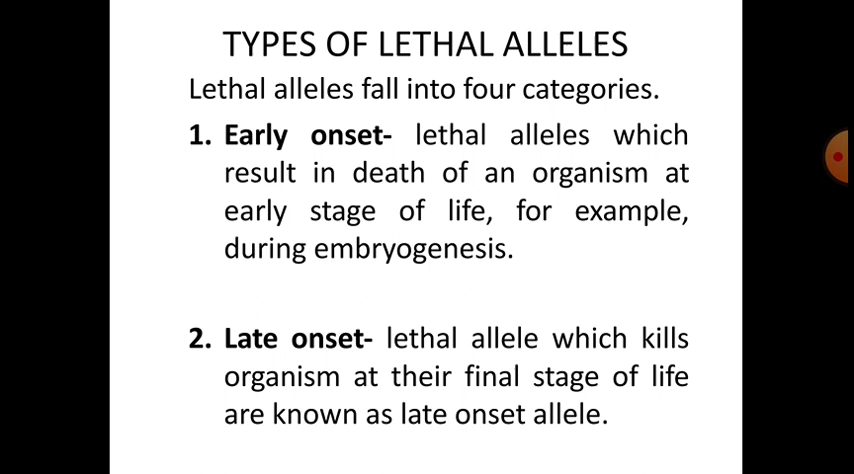 TYPES OF LETHAL ALLELES
Lethal alleles fall into four categories.
1. Early onset- lethal alleles which
result in death of an organism at
early stage of life, for example,
during embryogenesis.
2. Late onset- lethal allele which kills
organism at their final stage of life
are known as late onset allele.